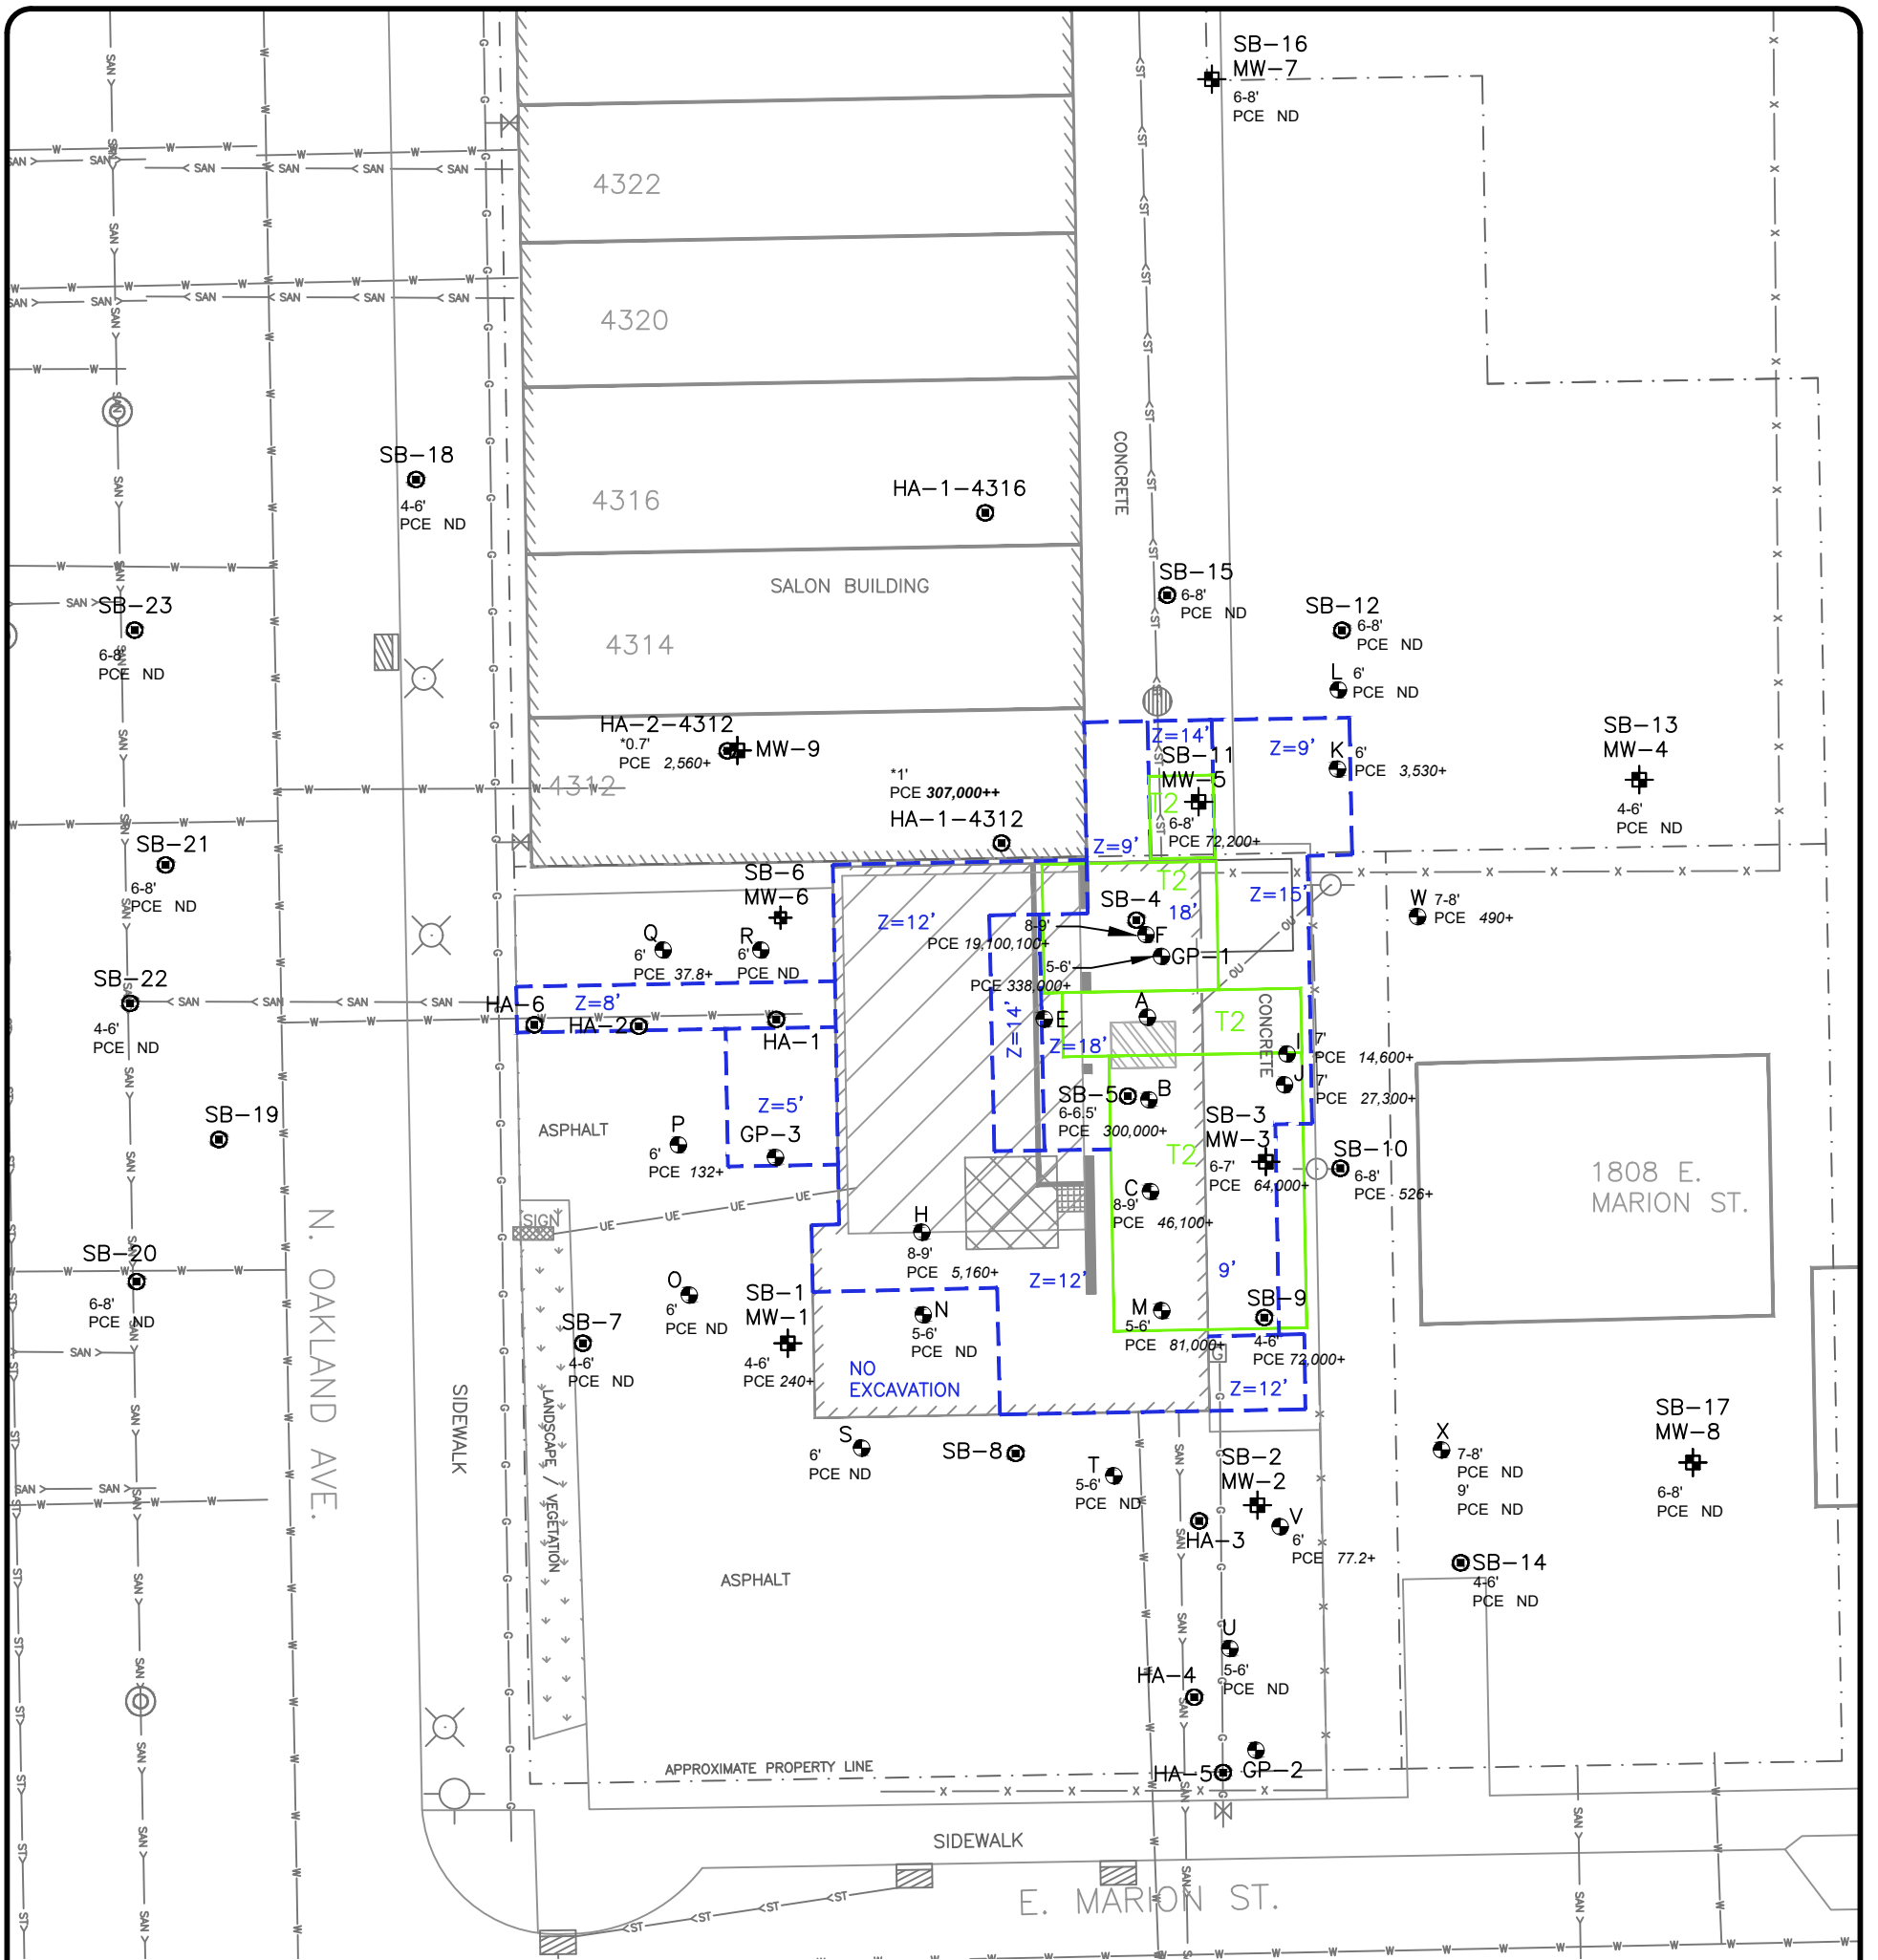 SB-16
MW-7
6-8'
PCE ND
4322
4320
4316
SALON BUILDING
4314
4312
CONCRETE
SB-18
4-6'
PCE ND
HA-1-4316
SB-15
6-8'
PCE ND
SB-12
6-8'
PCE ND
L 6'
PCE ND
SB-23
6-8'
PCE ND
HA-2-4312
*0.7'
PCE 2,560+
MW-9
*1'
PCE 307,000++
HA-1-4312
Z=14'
SB-11
MW-5
T2
6-8'
PCE 72,200+
Z=9'
K 6'
PCE 3,530+
SB-13
MW-4
4-6'
PCE ND
Z=9'
SB-21
6-8'
PCE ND
SB-6
MW-6
Q
6'
PCE 37.8+
R
6'
PCE ND
Z=12'
T2
SB-4
18'
Z=15'
8-9'
PCE 19,100,100+
F
5-6'
PCE 338,000+
GP-1
W 7-8'
PCE 490+
SB-22
4-6'
PCE ND
HA-6
Z=8'
HA-2
HA-1
Z=14'
E
Z=18'
A
T2
CONCRETE
I 7'
PCE 14,600+
J 7'
PCE 27,300+
Z=5'
GP-3
SB-5
6-6.5'
PCE 300,000+
B
SB-3
MW-3
6-7'
PCE 64,000+
T2
SB-10
6-8'
PCE 526+
SB-19
ASPHALT
P
6'
PCE 132+
C
8-9'
PCE 46,100+
1808 E.
MARION ST.
SIGN
UE UE UE UE
H
8-9'
PCE 5,160+
Z=12'
9'
SB-20
6-8'
PCE ND
O
6'
PCE ND
SB-1
MW-1
4-6'
PCE 240+
SB-7
4-6'
PCE ND
N
5-6'
PCE ND
M
5-6'
PCE 81,000+
SB-9
4-6'
PCE 72,000+
NO
EXCAVATION
G
Z=12'
N. OAKLAND AVE.
SIDEWALK
LANDSCAPE / VEGETATION
S
6'
PCE ND
SB-8
T
5-6'
PCE ND
SB-2
MW-2
HA-3
V
6'
PCE 77.2+
X
7-8'
PCE ND
9'
PCE ND
SB-17
MW-8
6-8'
PCE ND
SB-14
4-6'
PCE ND
ASPHALT
U
5-6'
PCE ND
HA-4
APPROXIMATE PROPERTY LINE
HA-5
GP-2
SIDEWALK
E. MARION ST.